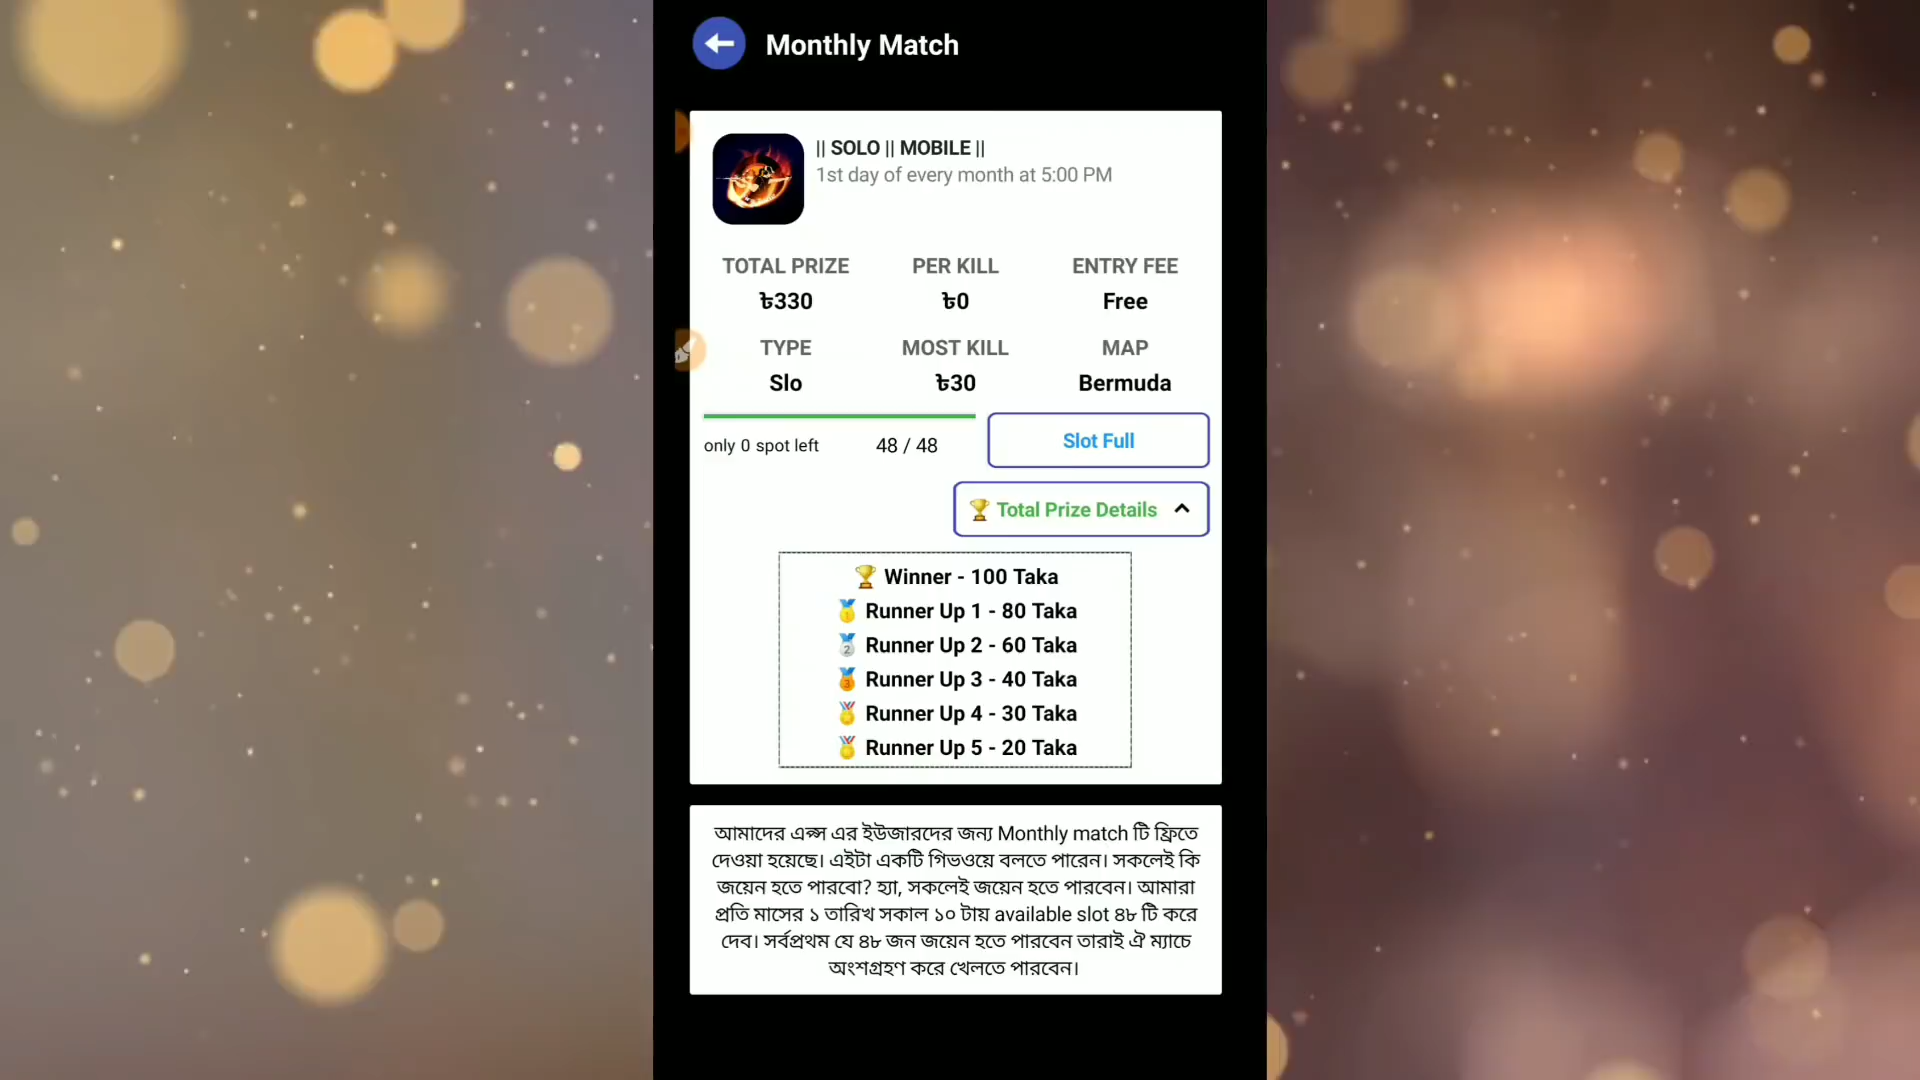 Monthly Match
|| SOLO || MOBILE ||
1st day of every month at 5:00 PM
TOTAL PRIZE PER KILL ENTRY FEE
৳330 ৳0 Free
TYPE MOST KILL MAP
Slo ৳30 Bermuda
only 0 spot left 48 / 48 Slot Full
🏆 Total Prize Details
🏆 Winner - 100 Taka
🥇 Runner Up 1 - 80 Taka
🥈 Runner Up 2 - 60 Taka
🥉 Runner Up 3 - 40 Taka
🏅 Runner Up 4 - 30 Taka
🏅 Runner Up 5 - 20 Taka
আমাদের এপ্স এর ইউজারদের জন্য Monthly match টি ফ্রিতে
দেওয়া হয়েছে। এইটা একটি গিভওয়ে বলতে পারেন। সকলেই কি
জয়েন হতে পারবো? হ্যা, সকলেই জয়েন হতে পারবেন। আমারা
প্রতি মাসের ১ তারিখ সকাল ১০ টায় available slot ৪৮ টি করে
দেব। সর্বপ্রথম যে ৪৮ জন জয়েন হতে পারবেন তারাই ঐ ম্যাচে
অংশগ্রহণ করে খেলতে পারবেন।